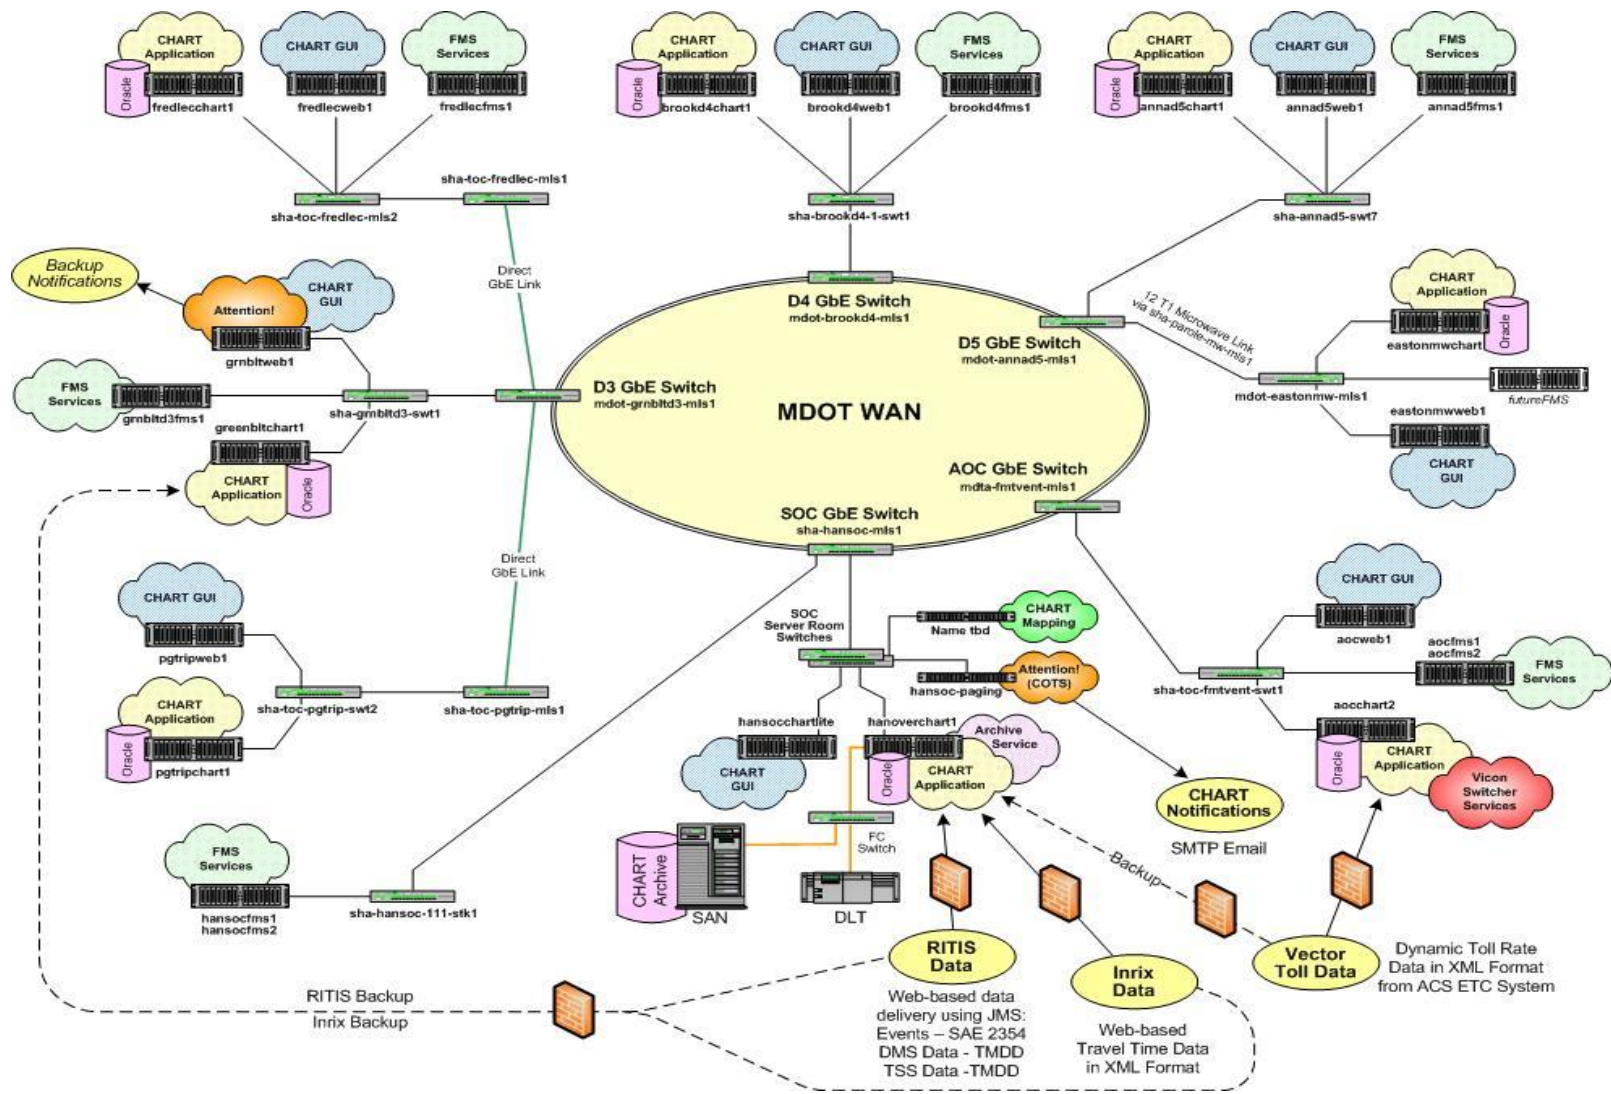 CHART
Application
Oracle
fredlecchart1
CHART GUI
fredlecweb1
FMS
Services
fredlecfms1
CHART
Application
Oracle
brookd4chart1
CHART GUI
brookd4web1
FMS
Services
brookd4fms1
CHART
Application
Oracle
annad5chart1
CHART GUI
annad5web1
FMS
Services
annad5fms1
sha-toc-fredlec-mls1
sha-toc-fredlec-mls2
sha-brookd4-1-swt1
sha-annad5-swt7
Backup
Notifications
Attention!
CHART
GUI
grnbltweb1
Direct
GbE Link
D4 GbE Switch
mdot-brookd4-mls1
D5 GbE Switch
mdot-annad5-mls1
12 T1 Microwave Link
via sha-parole-mw-mls1
CHART
Application
Oracle
eastonmwchart
mdot-eastonmw-mls1
futureFMS
eastonmwweb1
CHART
GUI
FMS
Services
grnbltd3fms1
sha-grnbltd3-swt1
D3 GbE Switch
mdot-grnbltd3-mls1
MDOT WAN
greenbltchart1
CHART
Application
Oracle
AOC GbE Switch
mdta-fmtvent-mls1
SOC GbE Switch
sha-hansoc-mls1
Direct
GbE Link
CHART GUI
pgtripweb1
CHART
Application
Oracle
pgtripchart1
sha-toc-pgtrip-swt2
sha-toc-pgtrip-mls1
SOC
Server Room
Switches
CHART
Mapping
Name tbd
Attention!
(COTS)
hansoc-paging
CHART GUI
aocweb1
aocfms1
aocfms2
FMS
Services
sha-toc-fmtvent-swt1
aocchart2
Oracle
CHART
Application
Vicon
Switcher
Services
hansocchartlite
CHART
GUI
hanoverchart1
Archive
Service
Oracle
CHART
Application
CHART
Notifications
SMTP Email
FC
Switch
CHART
Archive
SAN
DLT
Backup
FMS
Services
hansocfms1
hansocfms2
sha-hansoc-111-stk1
RITIS
Data
Web-based data
delivery using JMS:
Events – SAE 2354
DMS Data - TMDD
TSS Data -TMDD
Inrix
Data
Web-based
Travel Time Data
in XML Format
Vector
Toll Data
Dynamic Toll Rate
Data in XML Format
from ACS ETC System
RITIS Backup
Inrix Backup